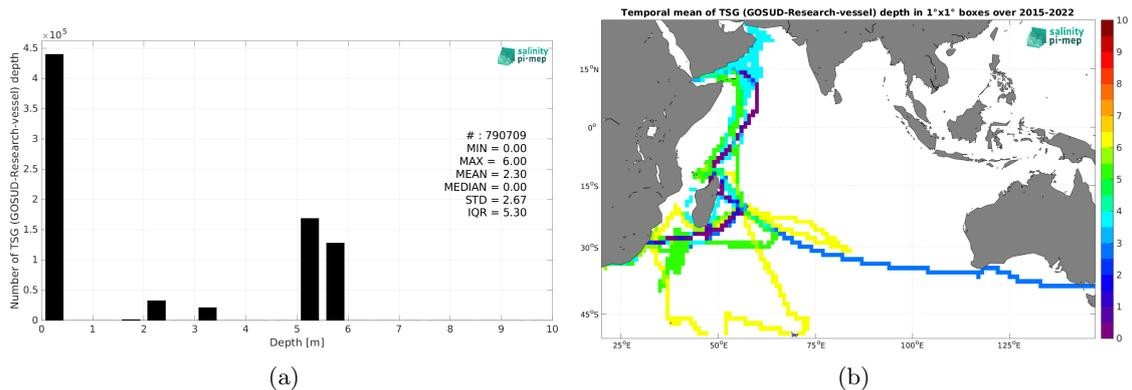 Temporal mean of TSG (GOSUD-Research-vessel) depth in 1°x1° boxes over 2015-2022
×10⁵
4.5
4
3.5
3
2.5
2
1.5
1
0.5
0
Number of TSG (GOSUD-Research-vessel) depth
salinity
pi-mep
# : 790709
MIN = 0.00
MAX = 6.00
MEAN = 2.30
MEDIAN = 0.00
STD = 2.67
IQR = 5.30
0 1 2 3 4 5 6 7 8 9 10
Depth [m]
(a)
salinity
pi-mep
15°N
0°
15°S
30°S
45°S
25°E 50°E 75°E 100°E 125°E
10
9
8
7
6
5
4
3
2
1
0
(b)